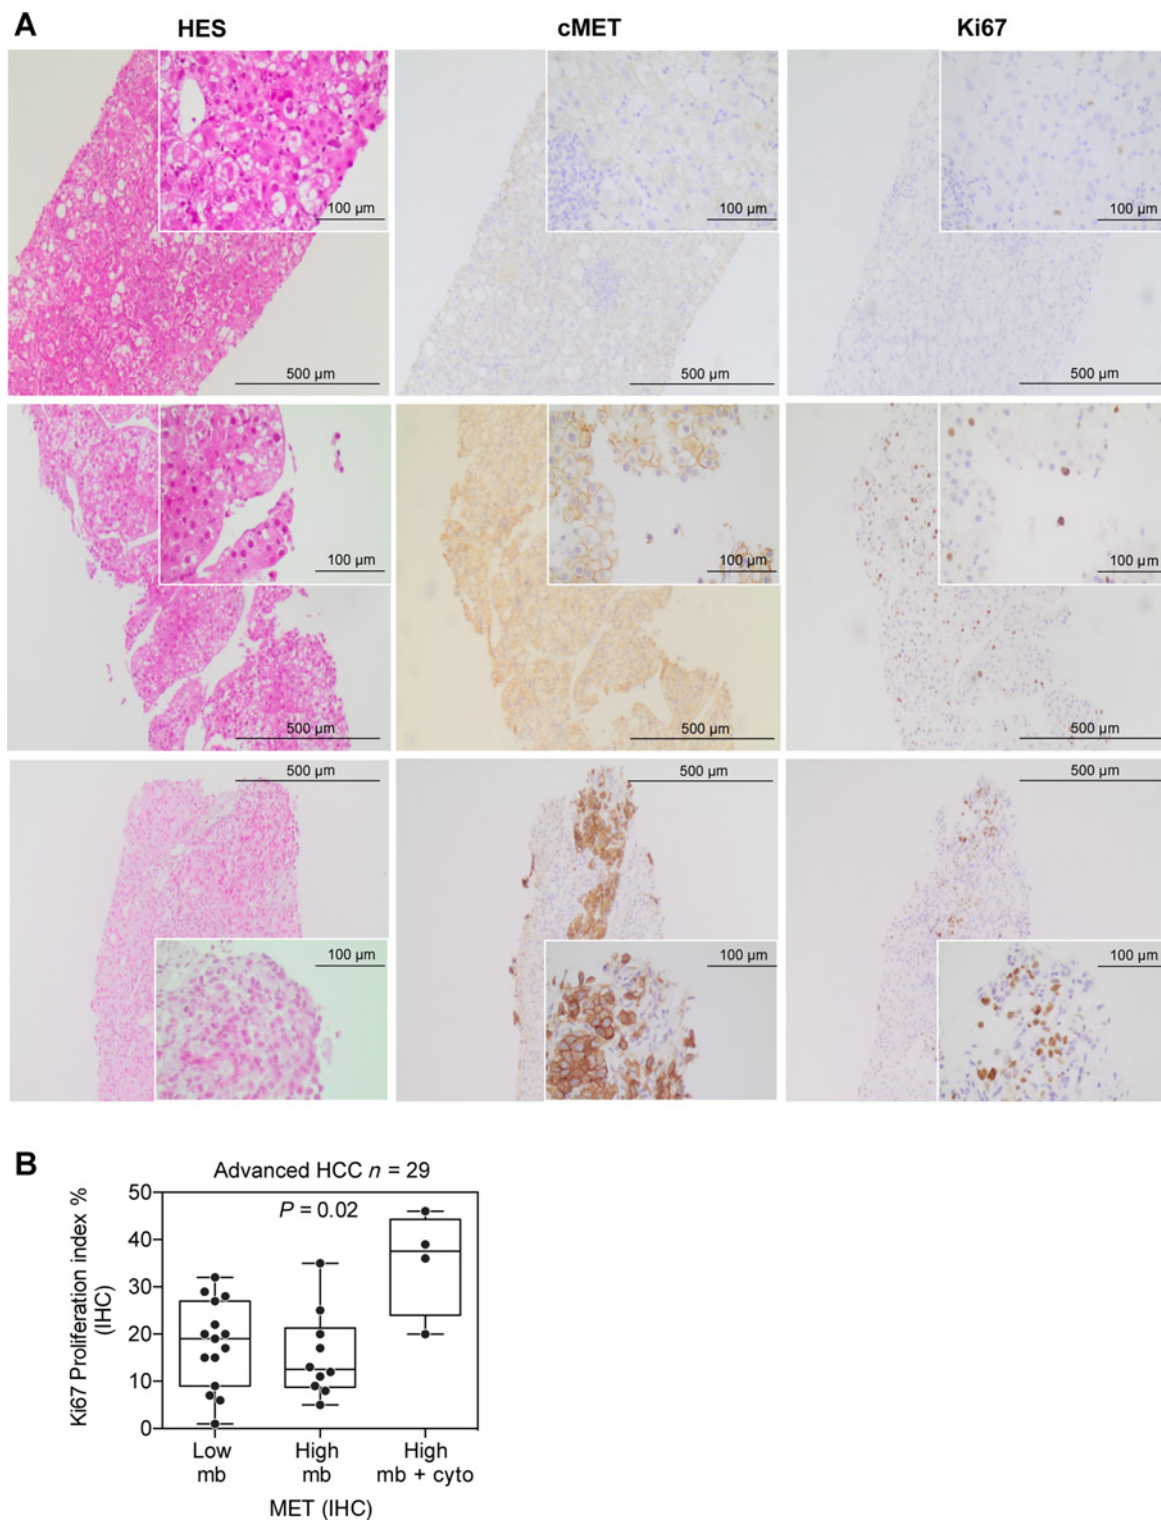 A
HES
cMET
Ki67
100 µm
100 µm
100 µm
500 µm
500 µm
500 µm
100 µm
100 µm
100 µm
500 µm
500 µm
500 µm
500 µm
500 µm
500 µm
100 µm
100 µm
100 µm
B
Advanced HCC n = 29
P = 0.02
Ki67 Proliferation index %
(IHC)
50
40
30
20
10
0
Low
mb
High
mb
High
mb + cyto
MET (IHC)